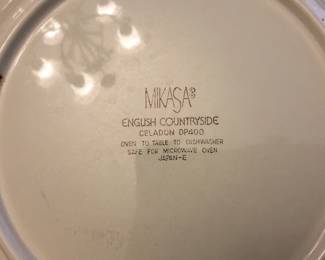 MIKASA®
ENGLISH COUNTRYSIDE
CELADON DP400
OVEN TO TABLE TO DISHWASHER
SAFE FOR MICROWAVE OVEN
JAPAN-E